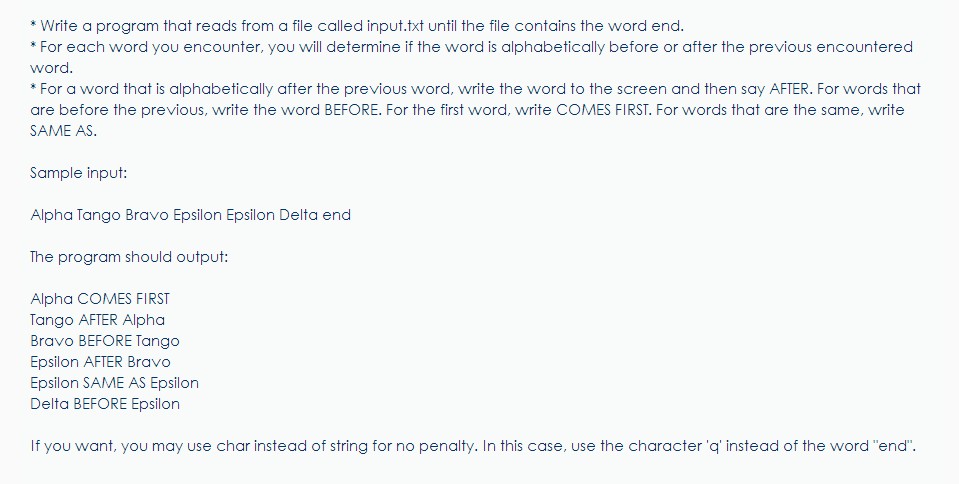 * Write a program that reads from a file called input.txt until the file contains the word end.
* For each word you encounter, you will determine if the word is alphabetically before or after the previous encountered
word.
* For a word that is alphabetically after the previous word, write the word to the screen and then say AFTER. For words that
are before the previous, write the word BEFORE. For the first word, write COMES FIRST. For words that are the same, write
SAME AS.
Sample input:
Alpha Tango Bravo Epsilon Epsilon Delta end
The program should output:
Alpha COMES FIRST
Tango AFTER Alpha
Bravo BEFORE Tango
Epsilon AFTER Bravo
Epsilon SAME AS Epsilon
Delta BEFORE Epsilon
If you want, you may use char instead of string for no penalty. In this case, use the character 'q' instead of the word "end".